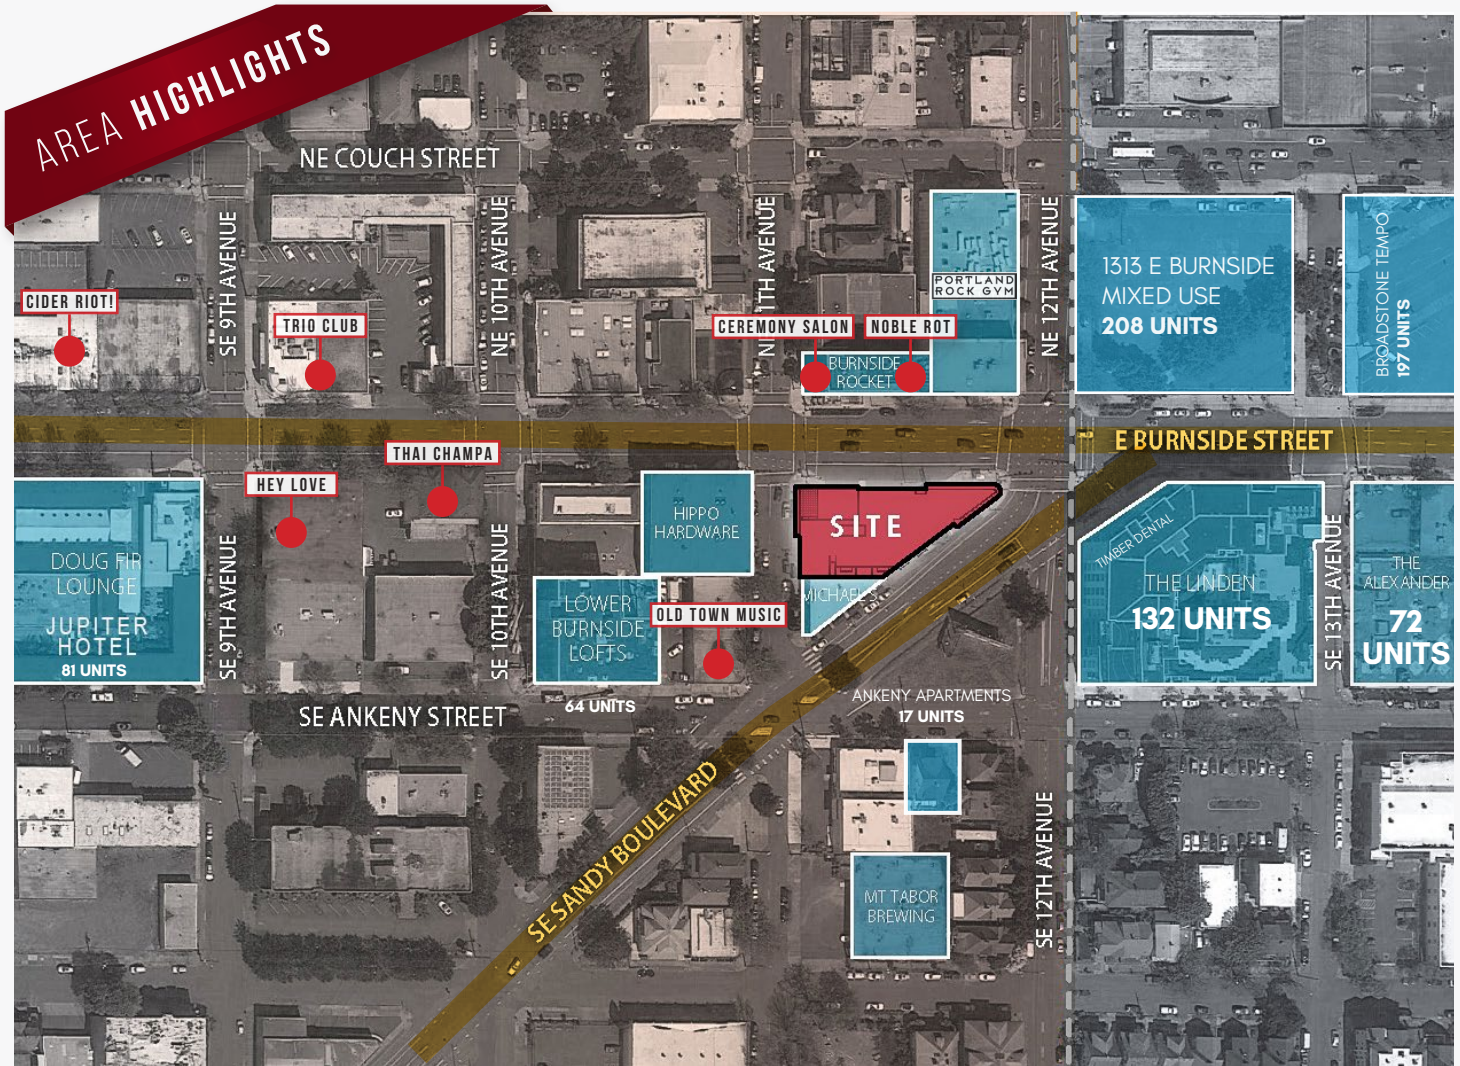 AREA HIGHLIGHTS
NE COUCH STREET
SE 9TH AVENUE
NE 10TH AVENUE
NE 11TH AVENUE
NE 12TH AVENUE
CIDER RIOT!
TRIO CLUB
CEREMONY SALON
NOBLE ROT
PORTLAND
ROCK GYM
BURNSIDE
ROCKET
1313 E BURNSIDE
MIXED USE
208 UNITS
BROADSTONE TEMPO
197 UNITS
E BURNSIDE STREET
THAI CHAMPA
HEY LOVE
DOUG FIR
LOUNGE
JUPITER
HOTEL
81 UNITS
SE 9TH AVENUE
SE 10TH AVENUE
HIPPO
HARDWARE
LOWER
BURNSIDE
LOFTS
64 UNITS
OLD TOWN MUSIC
SITE
MICHAEL'S
TIMBER DENTAL
THE LINDEN
132 UNITS
SE 13TH AVENUE
THE
ALEXANDER
72
UNITS
SE ANKENY STREET
ANKENY APARTMENTS
17 UNITS
SE SANDY BOULEVARD
MT TABOR
BREWING
SE 12TH AVENUE